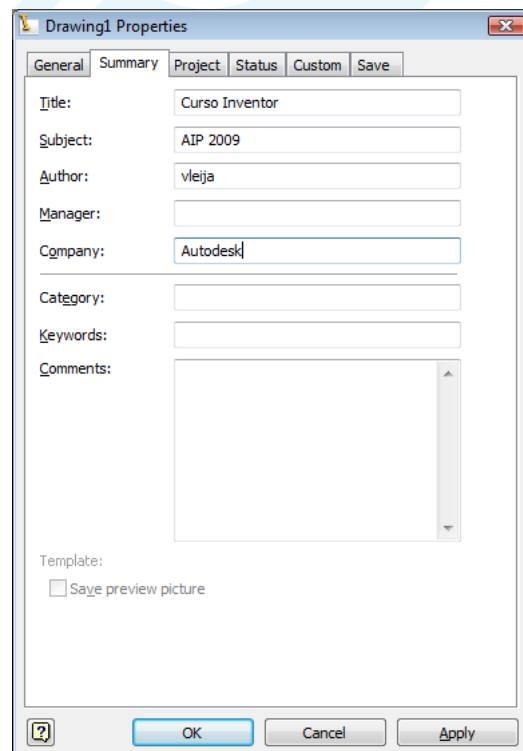 Drawing1 Properties
General Summary Project Status Custom Save
Title: Curso Inventor
Subject: AIP 2009
Author: vleija
Manager:
Company: Autodesk
Category:
Keywords:
Comments:
Template:
Save preview picture
OK Cancel Apply